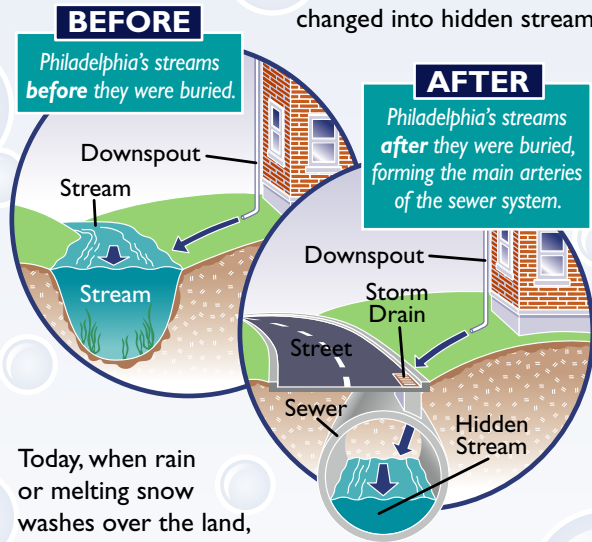 changed into hidden stream
BEFORE
Philadelphia's streams
before they were buried.
Downspout
Stream
Stream
AFTER
Philadelphia's streams
after they were buried,
forming the main arteries
of the sewer system.
Downspout
Storm
Drain
Street
Sewer
Hidden
Stream
Today, when rain
or melting snow
washes over the land,